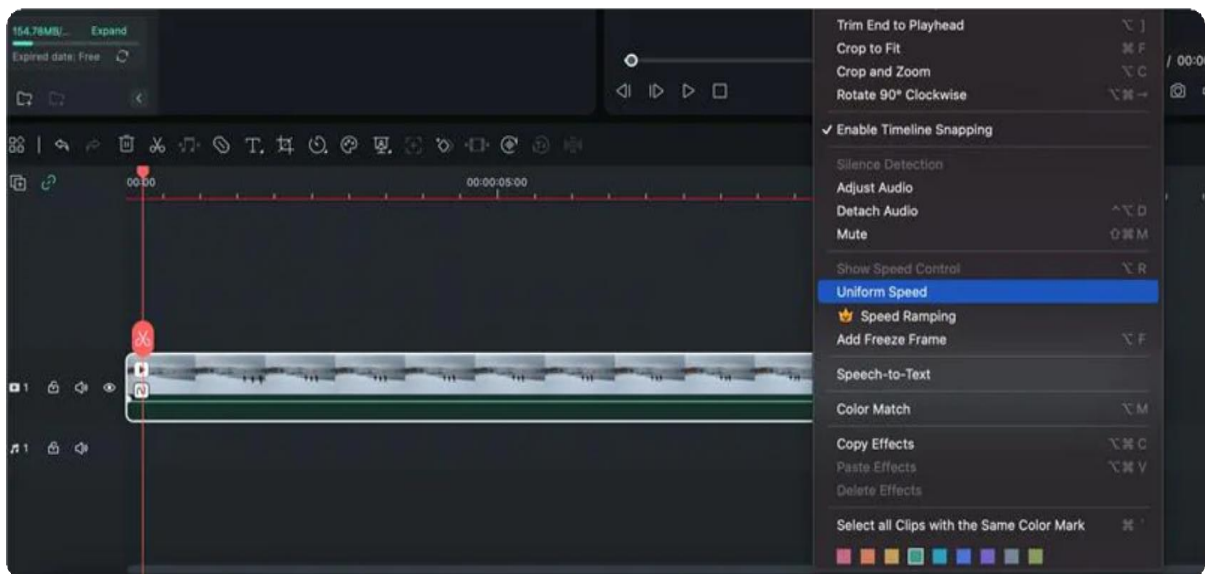 154.78MB/... Expand
Expired date: Free
Trim End to Playhead ⌥ ]
Crop to Fit ⌘ F
Crop and Zoom ⌥ C
Rotate 90° Clockwise ⌥ ⌘ →
/ 00:0
✓ Enable Timeline Snapping
Silence Detection
Adjust Audio
Detach Audio ^ ⌥ D
Mute ⇧ ⌘ M
Show Speed Control ⌥ R
Uniform Speed
Speed Ramping
Add Freeze Frame ⌥ F
Speech-to-Text
Color Match ⌥ M
Copy Effects ⌥ ⌘ C
Paste Effects ⌥ ⌘ V
Delete Effects
Select all Clips with the Same Color Mark ⌘ `
00:00 00:00:05:00
1
1